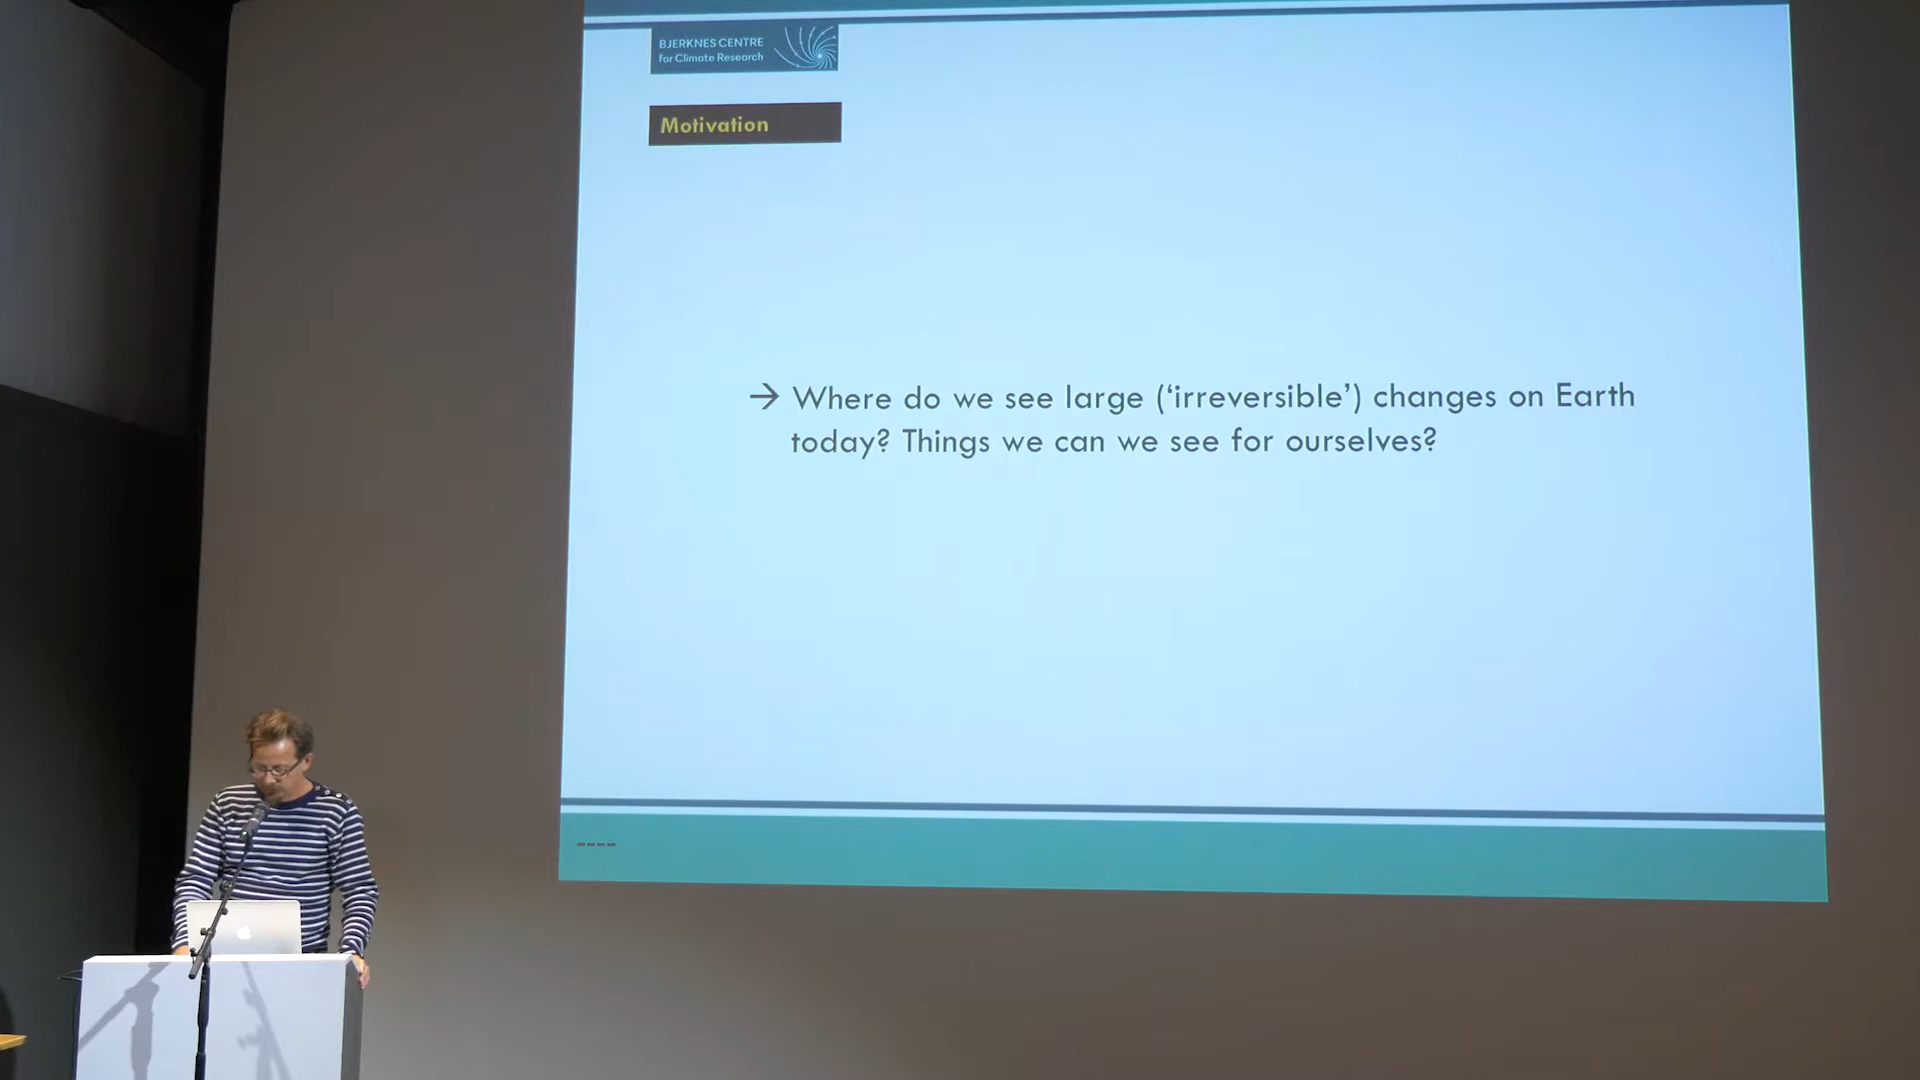 BJERKNES CENTRE
for Climate Research
Motivation
→ Where do we see large (‘irreversible’) changes on Earth
today? Things we can we see for ourselves?